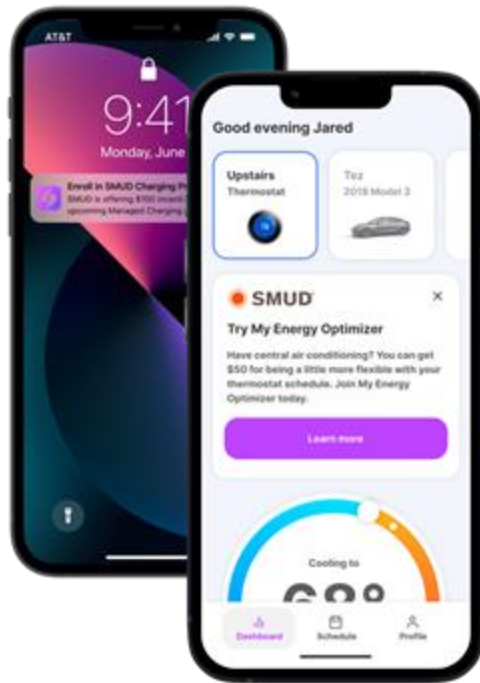 AT&T
9:41
Monday, June
Enroll in SMUD Charging
SMUD is offering $150
upcoming Managed Charging
Good evening Jared
Upstairs
Thermostat
Tez
2019 Model 3
SMUD
Try My Energy Optimizer
Have central air conditioning? You can get
$50 for being a little more flexible with your
thermostat schedule. Join My Energy
Optimizer today.
Learn more
Cooling to
68°
Dashboard
Schedule
Profile